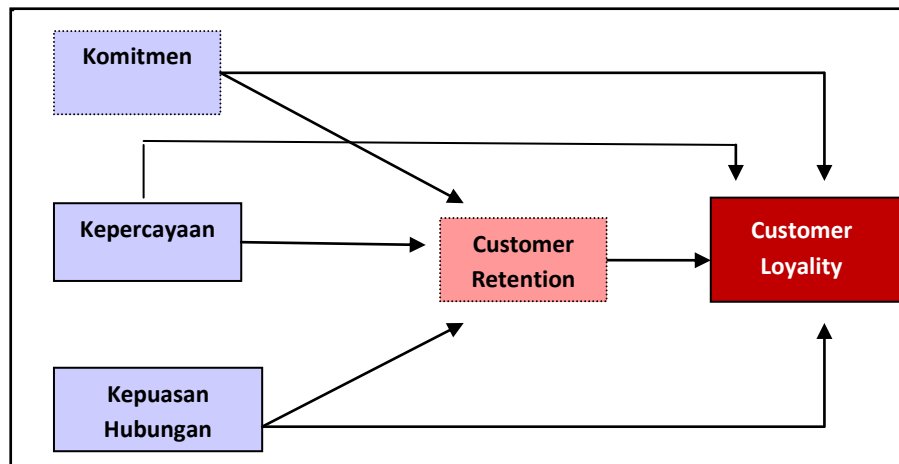 Komitmen
Kepercayaan
Customer
Retention
Customer
Loyality
Kepuasan
Hubungan